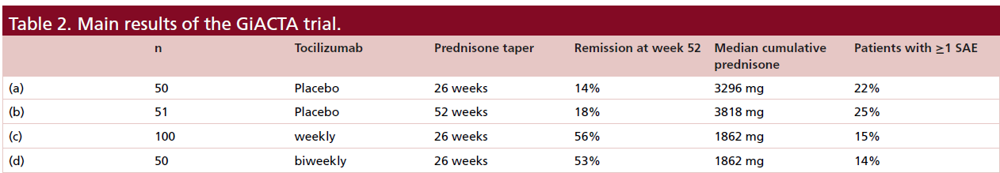 Table 2. Main results of the GiACTA trial.
n Tocilizumab Prednisone taper Remission at week 52 Median cumulative prednisone Patients with ≥1 SAE
(a) 50 Placebo 26 weeks 14% 3296 mg 22%
(b) 51 Placebo 52 weeks 18% 3818 mg 25%
(c) 100 weekly 26 weeks 56% 1862 mg 15%
(d) 50 biweekly 26 weeks 53% 1862 mg 14%